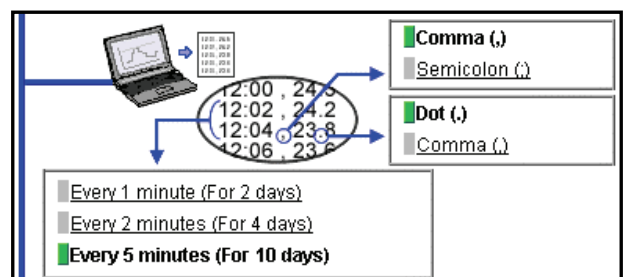 Comma (,)
Semicolon (;)
12:00 , 24.3
12:02 , 24.2
12:04 , 23.8
12:06 , 23.6
Dot (.)
Comma (,)
Every 1 minute (For 2 days)
Every 2 minutes (For 4 days)
Every 5 minutes (For 10 days)